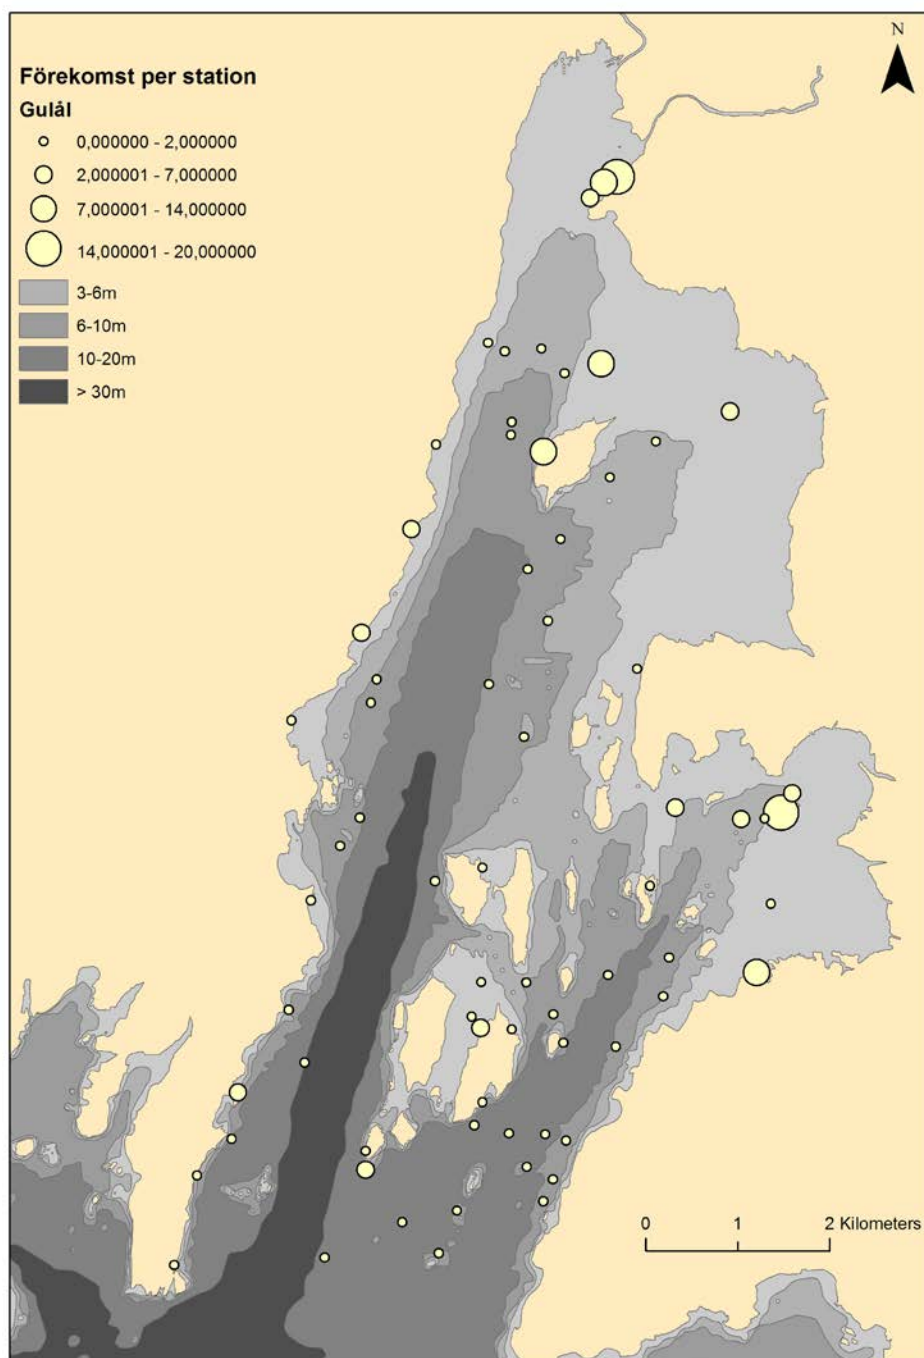 Förekomst per station
Gulål
0,000000 - 2,000000
2,000001 - 7,000000
7,000001 - 14,000000
14,000001 - 20,000000
3-6m
6-10m
10-20m
> 30m
N
0 1 2 Kilometers